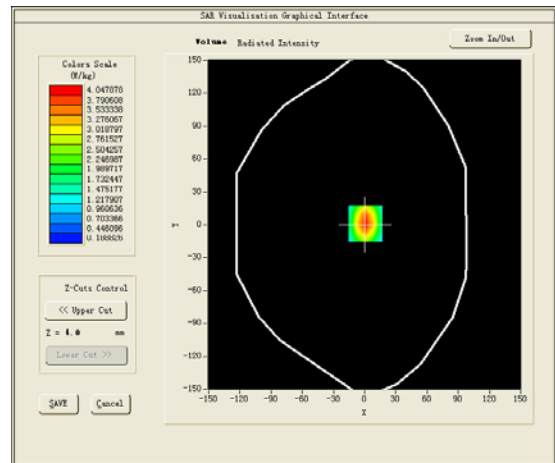 SAR Visualisation Graphical Interface
Volume Radiated Intensity
Zoom In/Out
Colors Scale
(W/kg)
4.047878
3.790608
3.533338
3.276067
3.018797
2.761527
2.504257
2.246987
1.989717
1.732447
1.475177
1.217907
0.960636
0.703366
0.446096
0.188826
Z-Cuts Control
<< Upper Cut
Z = 4.0 mm
Lower Cut >>
SAVE Cancel
150
120
90
60
30
0
-30
-60
-90
-120
-150
Y
-150 -120 -90 -60 -30 0 30 60 90 120 150
X